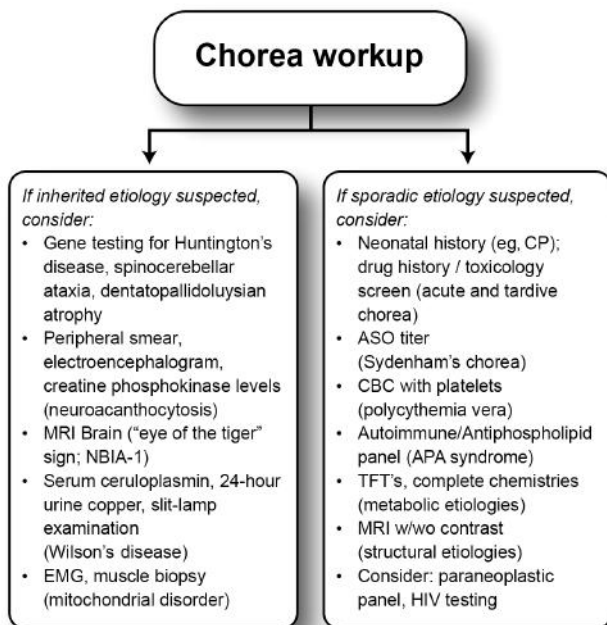 Chorea workup
If inherited etiology suspected,
consider:
• Gene testing for Huntington's
disease, spinocerebellar
ataxia, dentatopallidoluysian
atrophy
• Peripheral smear,
electroencephalogram,
creatine phosphokinase levels
(neuroacanthocytosis)
• MRI Brain ("eye of the tiger"
sign; NBIA-1)
• Serum ceruloplasmin, 24-hour
urine copper, slit-lamp
examination
(Wilson's disease)
• EMG, muscle biopsy
(mitochondrial disorder)
If sporadic etiology suspected,
consider:
• Neonatal history (eg, CP);
drug history / toxicology
screen (acute and tardive
chorea)
• ASO titer
(Sydenham's chorea)
• CBC with platelets
(polycythemia vera)
• Autoimmune/Antiphospholipid
panel (APA syndrome)
• TFT's, complete chemistries
(metabolic etiologies)
• MRI w/wo contrast
(structural etiologies)
• Consider: paraneoplastic
panel, HIV testing